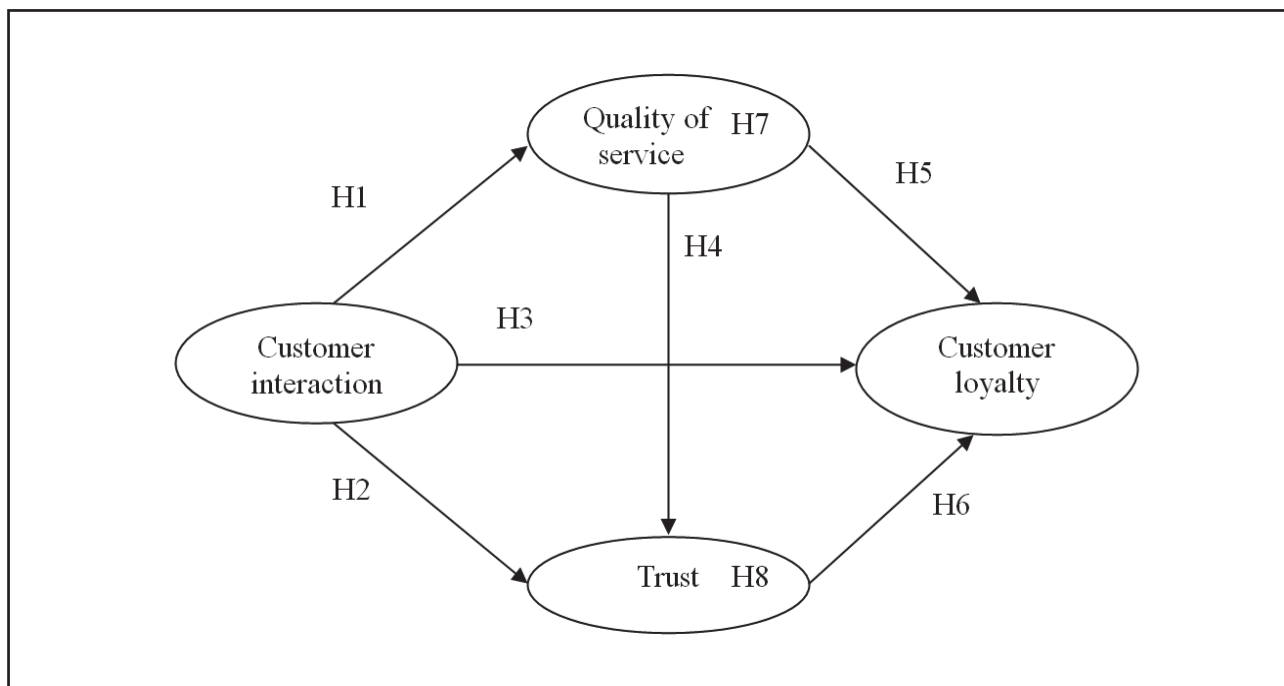 Quality of H7
service
H5
H1
H4
H3
Customer
interaction
Customer
loyalty
H2
H6
Trust H8